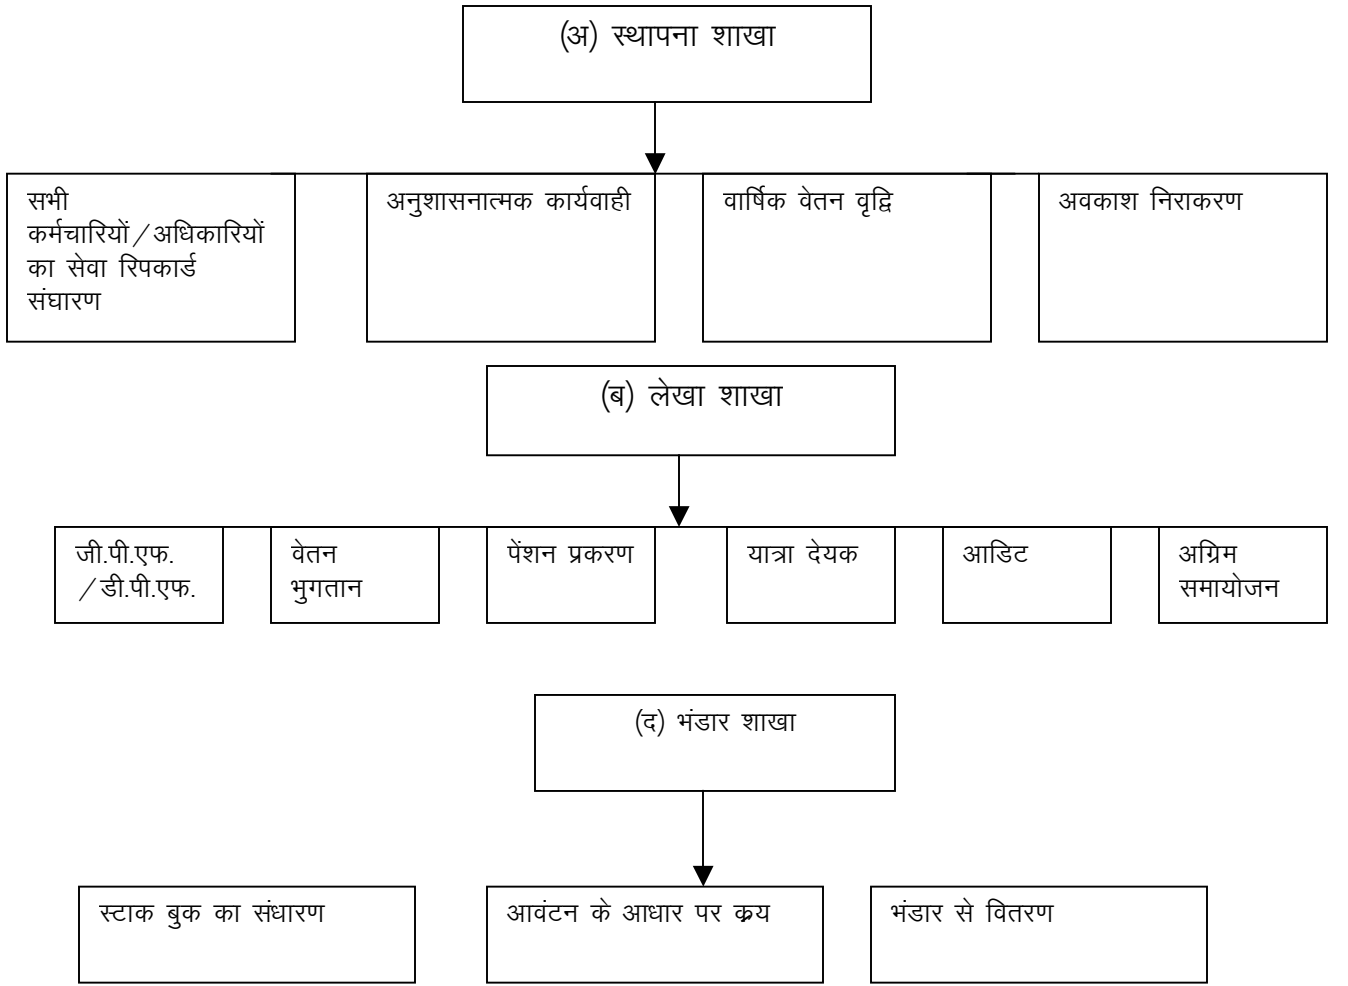 (अ) स्थापना शाखा
सभी
कर्मचारियों/अधिकारियों
का सेवा रिपकार्ड
संघारण
अनुशासनात्मक कार्यवाही
वार्षिक वेतन वृद्वि
अवकाश निराकरण
(ब) लेखा शाखा
जी.पी.एफ.
/डी.पी.एफ.
वेतन
भुगतान
पेंशन प्रकरण
यात्रा देयक
आडिट
अग्रिम
समायोजन
(द) भंडार शाखा
स्टाक बुक का संधारण
आवंटन के आधार पर क्रय
भंडार से वितरण